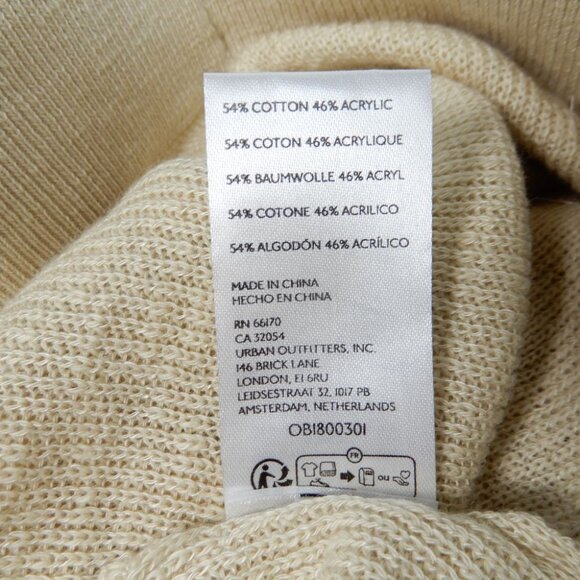 54% COTTON 46% ACRYLIC
54% COTON 46% ACRYLIQUE
54% BAUMWOLLE 46% ACRYL
54% COTONE 46% ACRILICO
54% ALGODÓN 46% ACRÍLICO
MADE IN CHINA
HECHO EN CHINA
RN 66170
CA 32054
URBAN OUTFITTERS, INC.
146 BRICK LANE
LONDON, E1 6RU
LEIDSESTRAAT 32, 1017 PB
AMSTERDAM, NETHERLANDS
OB1800301
FR
ou